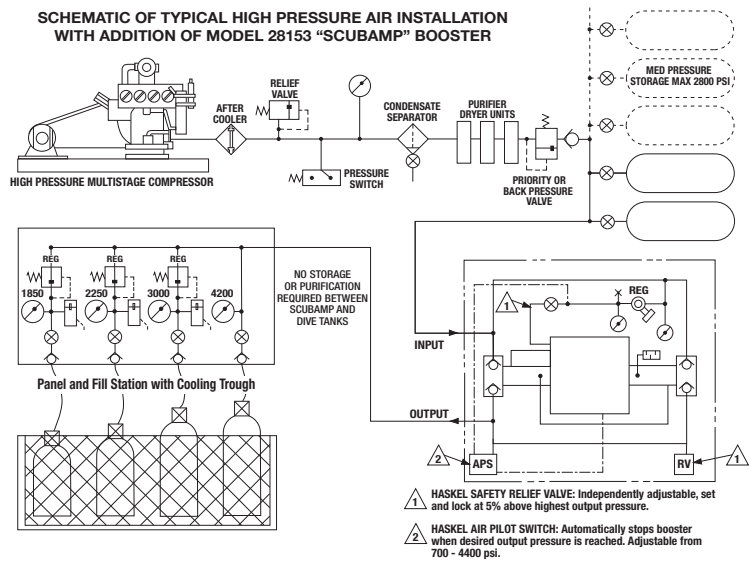 SCHEMATIC OF TYPICAL HIGH PRESSURE AIR INSTALLATION
WITH ADDITION OF MODEL 28153 “SCUBAMP” BOOSTER
MED PRESSURE
STORAGE MAX 2800 PSI
RELIEF
VALVE
AFTER
COOLER
CONDENSATE
SEPARATOR
PURIFIER
DRYER UNITS
PRESSURE
SWITCH
PRIORITY OR
BACK PRESSURE
VALVE
HIGH PRESSURE MULTISTAGE COMPRESSOR
REG
REG
REG
1850
2250
3000
4200
NO STORAGE
OR PURIFICATION
REQUIRED BETWEEN
SCUBAMP AND
DIVE TANKS
Panel and Fill Station with Cooling Trough
INPUT
OUTPUT
1
REG
2
APS
RV
1
1
HASKEL SAFETY RELIEF VALVE: Independently adjustable, set
and lock at 5% above highest output pressure.
2
HASKEL AIR PILOT SWITCH: Automatically stops booster
when desired output pressure is reached. Adjustable from
700 - 4400 psi.